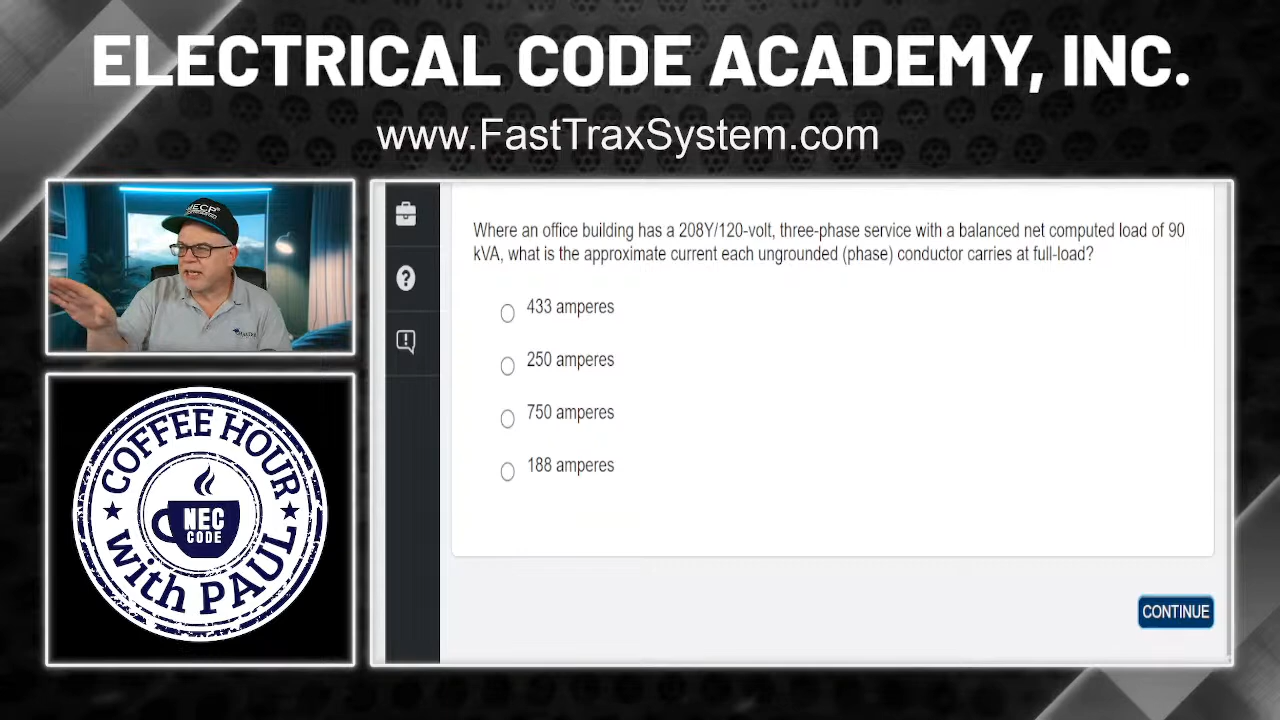 ELECTRICAL CODE ACADEMY, INC.
www.FastTraxSystem.com
Where an office building has a 208Y/120-volt, three-phase service with a balanced net computed load of 90
kVA, what is the approximate current each ungrounded (phase) conductor carries at full-load?
433 amperes
250 amperes
750 amperes
188 amperes
CONTINUE
COFFEE HOUR
NEC
CODE
with PAUL